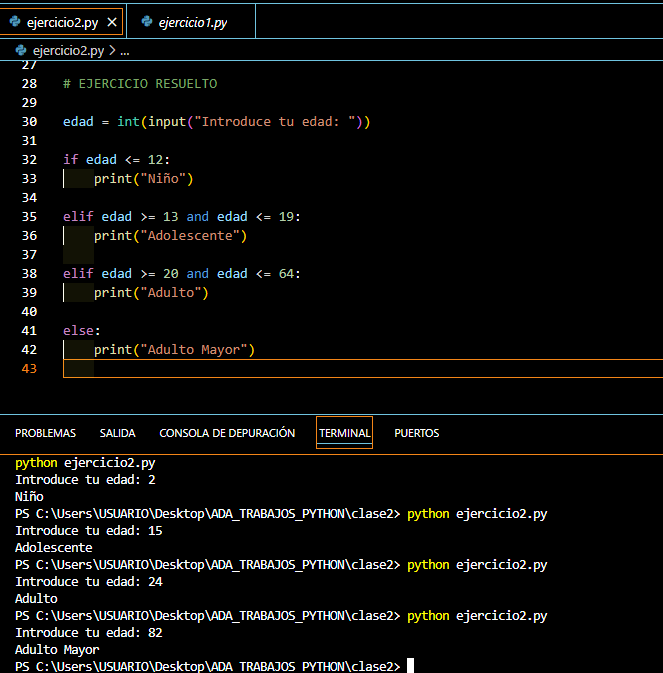 ejercicio2.py
ejercicio1.py
ejercicio2.py > ...
27
28 # EJERCICIO RESUELTO
29
30 edad = int(input("Introduce tu edad: "))
31
32 if edad <= 12:
33     print("Niño")
34
35 elif edad >= 13 and edad <= 19:
36     print("Adolescente")
37
38 elif edad >= 20 and edad <= 64:
39     print("Adulto")
40
41 else:
42     print("Adulto Mayor")
43
PROBLEMAS SALIDA CONSOLA DE DEPURACIÓN TERMINAL PUERTOS
python ejercicio2.py
Introduce tu edad: 2
Niño
PS C:\Users\USUARIO\Desktop\ADA_TRABAJOS_PYTHON\clase2> python ejercicio2.py
Introduce tu edad: 15
Adolescente
PS C:\Users\USUARIO\Desktop\ADA_TRABAJOS_PYTHON\clase2> python ejercicio2.py
Introduce tu edad: 24
Adulto
PS C:\Users\USUARIO\Desktop\ADA_TRABAJOS_PYTHON\clase2> python ejercicio2.py
Introduce tu edad: 82
Adulto Mayor
PS C:\Users\USUARIO\Desktop\ADA_TRABAJOS_PYTHON\clase2>